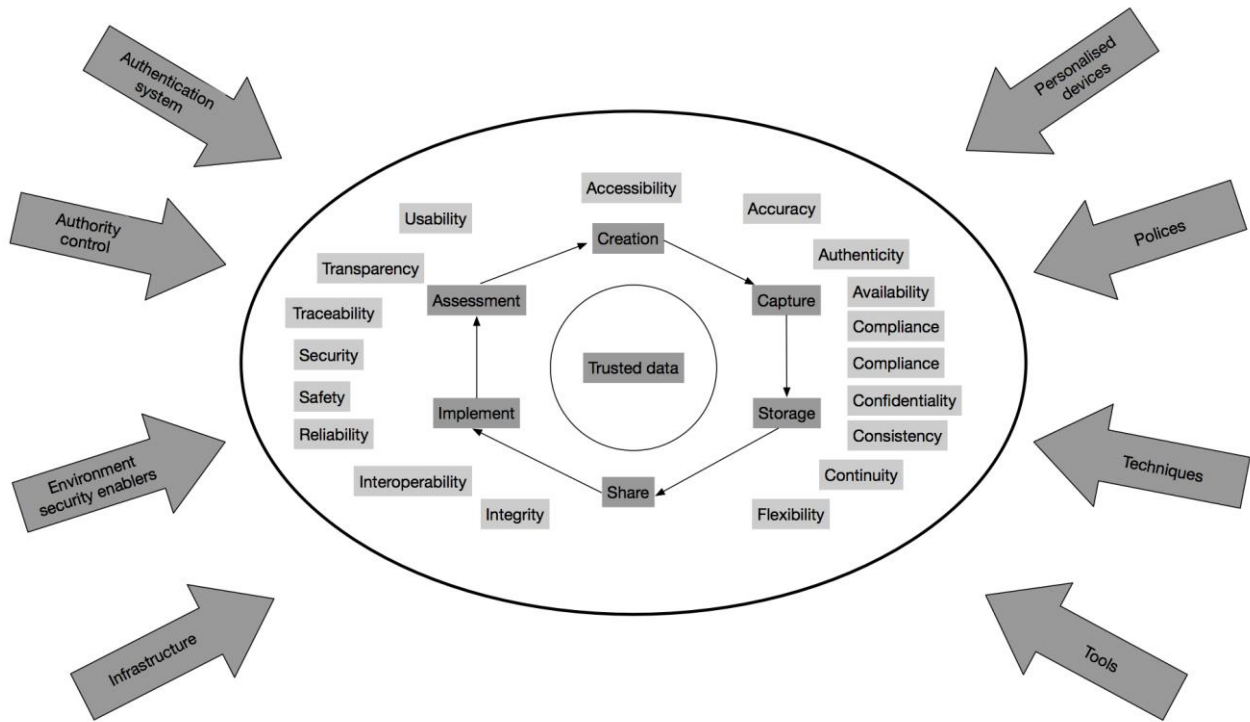 Authentication
system
Personalised
devices
Authority
control
Polices
Accessibility
Usability
Accuracy
Creation
Transparency
Authenticity
Assessment
Capture
Availability
Traceability
Compliance
Security
Compliance
Trusted data
Safety
Implement
Storage
Confidentiality
Reliability
Consistency
Environment
security enablers
Techniques
Interoperability
Continuity
Share
Integrity
Flexibility
Infrastructure
Tools